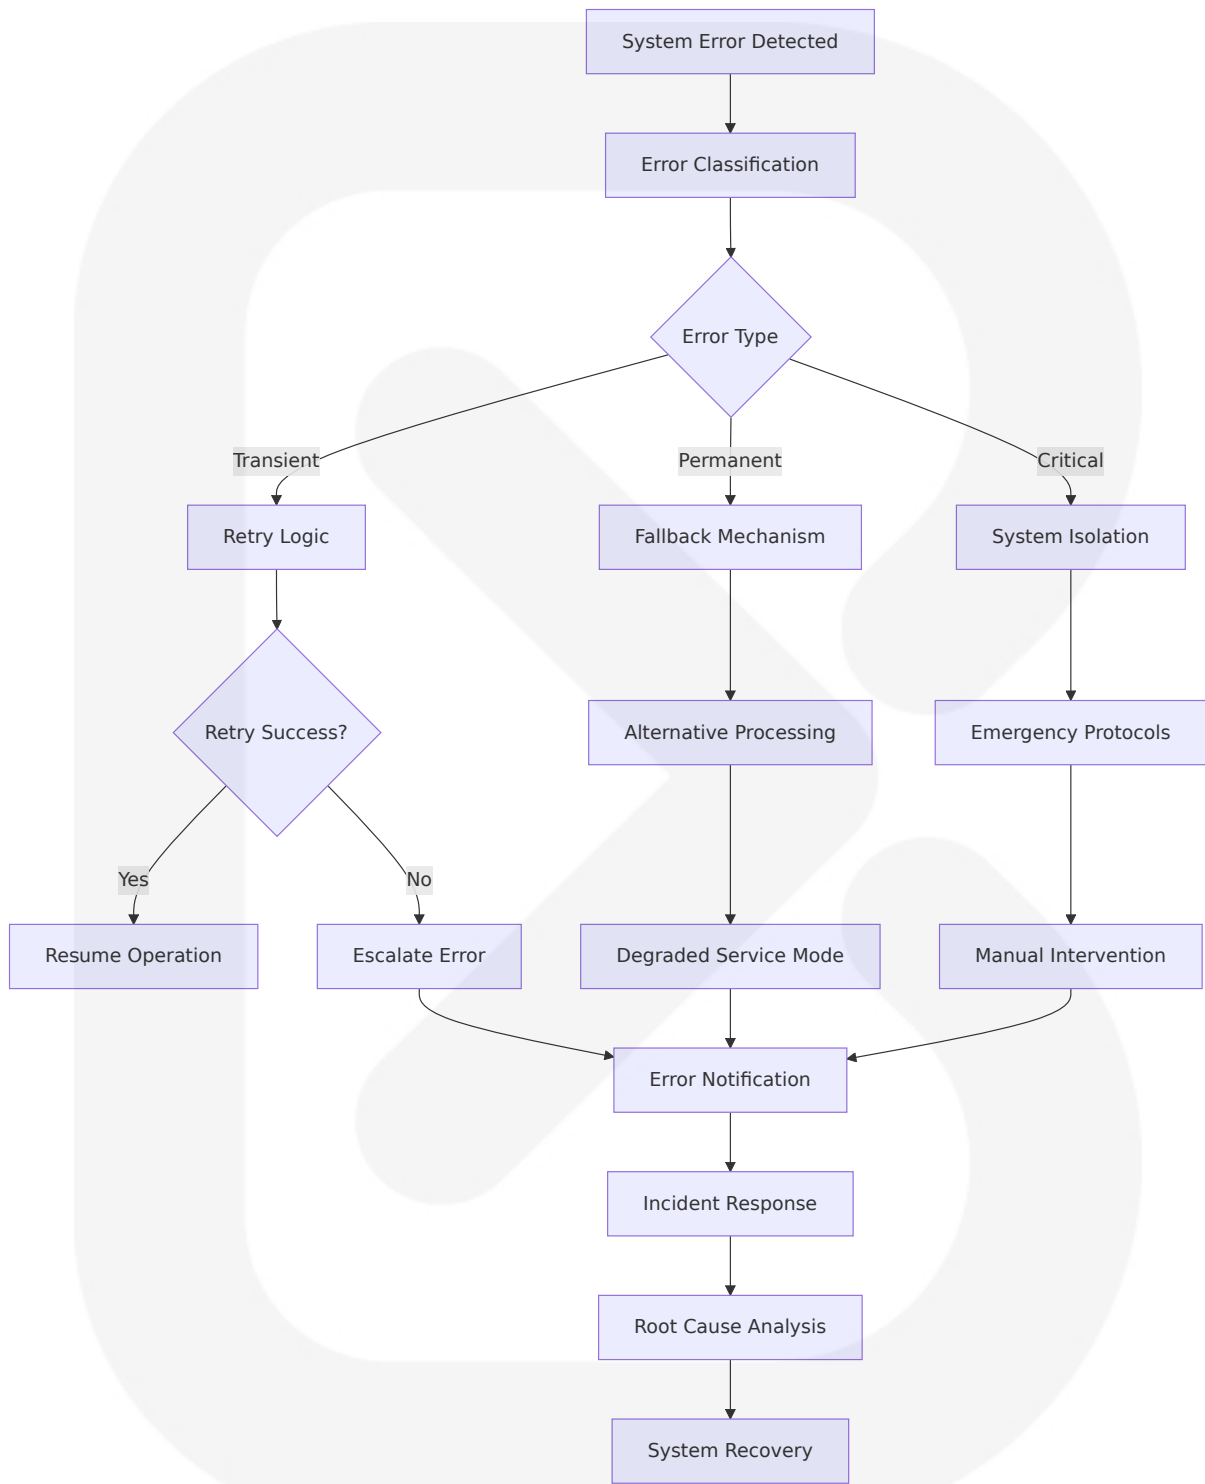 System Error Detected
Error Classification
Error Type
Transient
Permanent
Critical
Retry Logic
Fallback Mechanism
System Isolation
Retry Success?
Alternative Processing
Emergency Protocols
Yes
No
Resume Operation
Escalate Error
Degraded Service Mode
Manual Intervention
Error Notification
Incident Response
Root Cause Analysis
System Recovery